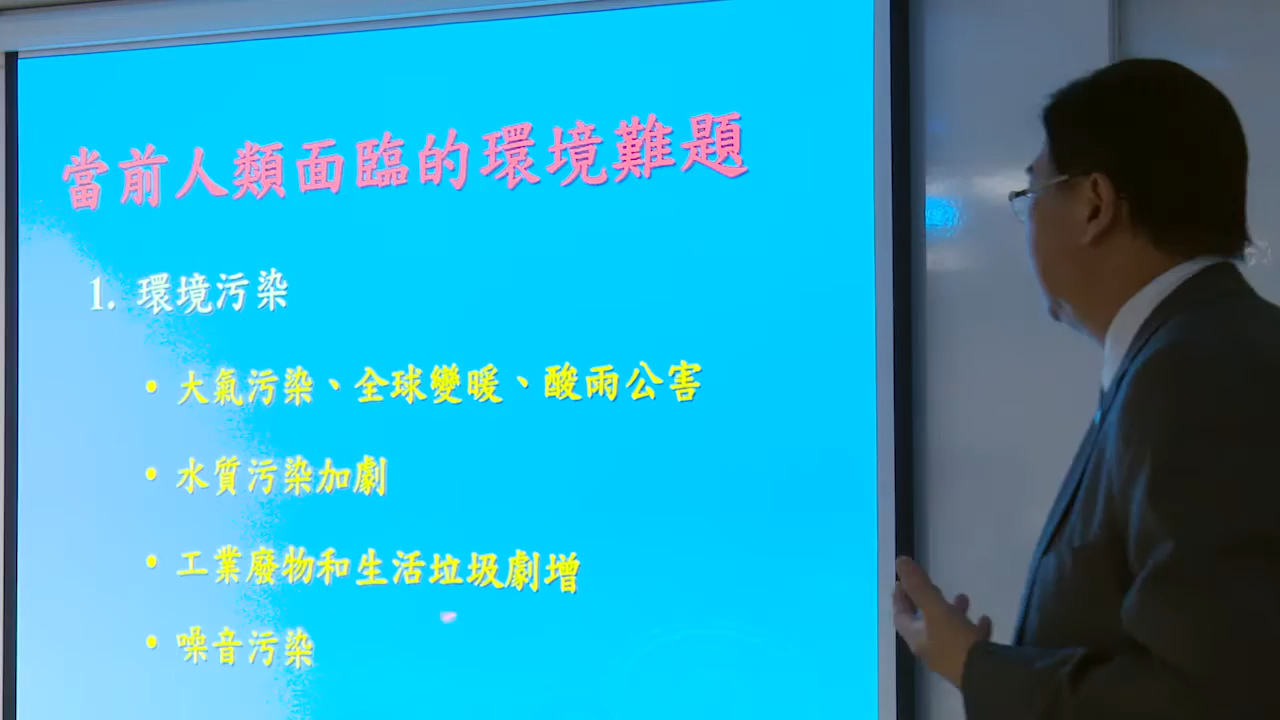 當前人類面臨的環境難題
1. 環境污染
• 大氣污染、全球變暖、酸雨公害
• 水質污染加劇
• 工業廢物和生活垃圾劇增
• 噪音污染